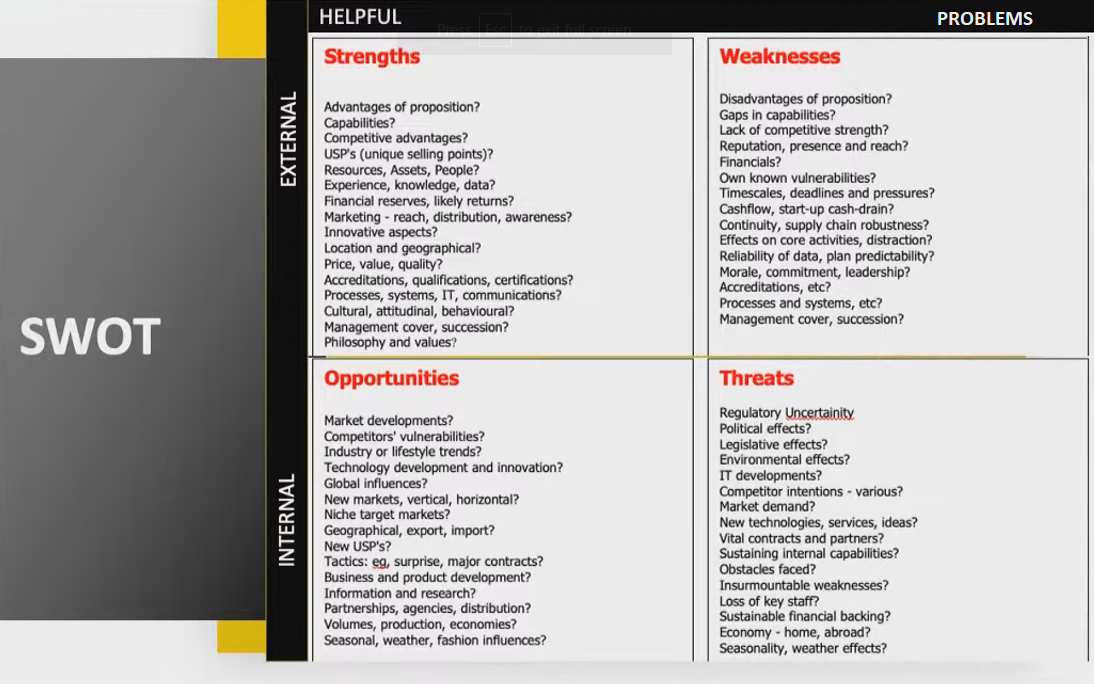 HELPFUL
PROBLEMS
Press Esc to exit full screen
SWOT
EXTERNAL
Strengths
Advantages of proposition?
Capabilities?
Competitive advantages?
USP's (unique selling points)?
Resources, Assets, People?
Experience, knowledge, data?
Financial reserves, likely returns?
Marketing - reach, distribution, awareness?
Innovative aspects?
Location and geographical?
Price, value, quality?
Accreditations, qualifications, certifications?
Processes, systems, IT, communications?
Cultural, attitudinal, behavioural?
Management cover, succession?
Philosophy and values?
Weaknesses
Disadvantages of proposition?
Gaps in capabilities?
Lack of competitive strength?
Reputation, presence and reach?
Financials?
Own known vulnerabilities?
Timescales, deadlines and pressures?
Cashflow, start-up cash-drain?
Continuity, supply chain robustness?
Effects on core activities, distraction?
Reliability of data, plan predictability?
Morale, commitment, leadership?
Accreditations, etc?
Processes and systems, etc?
Management cover, succession?
INTERNAL
Opportunities
Market developments?
Competitors' vulnerabilities?
Industry or lifestyle trends?
Technology development and innovation?
Global influences?
New markets, vertical, horizontal?
Niche target markets?
Geographical, export, import?
New USP's?
Tactics: eg, surprise, major contracts?
Business and product development?
Information and research?
Partnerships, agencies, distribution?
Volumes, production, economies?
Seasonal, weather, fashion influences?
Threats
Regulatory Uncertainity
Political effects?
Legislative effects?
Environmental effects?
IT developments?
Competitor intentions - various?
Market demand?
New technologies, services, ideas?
Vital contracts and partners?
Sustaining internal capabilities?
Obstacles faced?
Insurmountable weaknesses?
Loss of key staff?
Sustainable financial backing?
Economy - home, abroad?
Seasonality, weather effects?